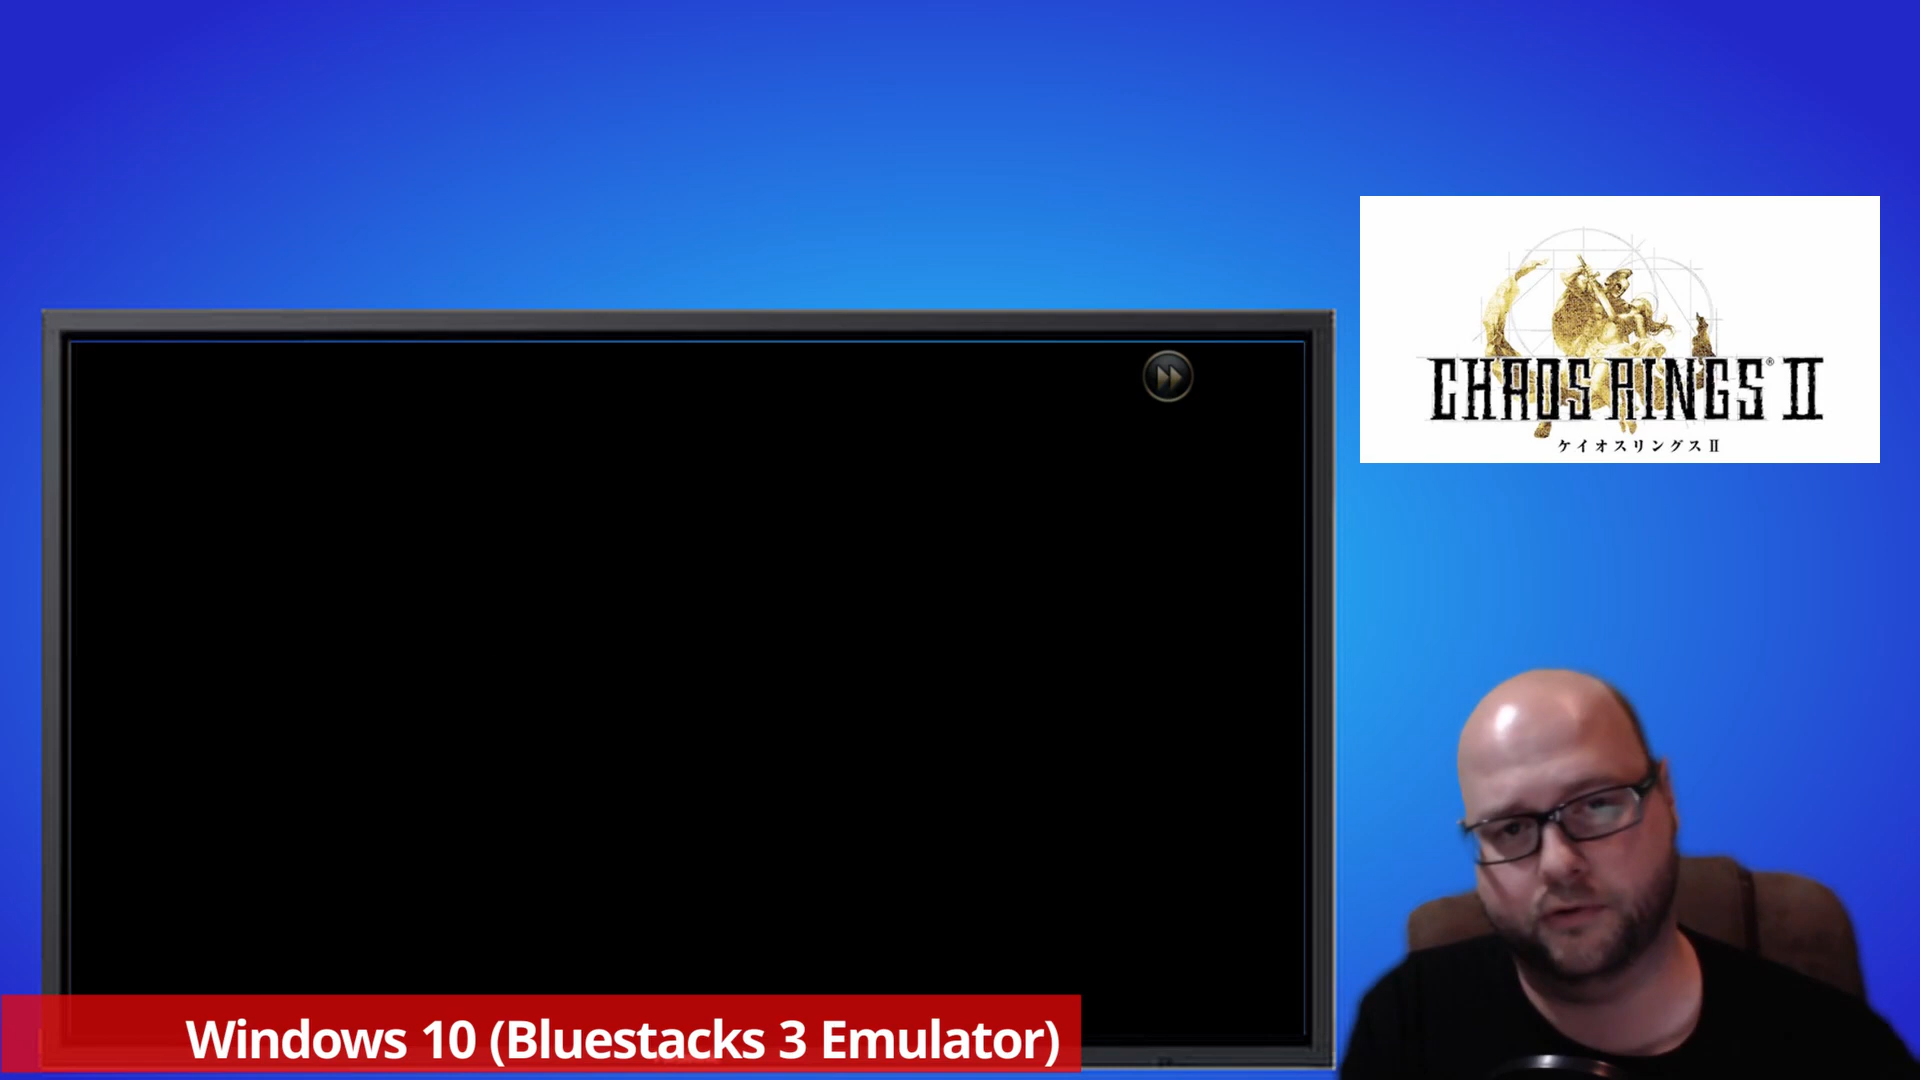 CHAOS RINGS® II
ケイオスリングスⅡ
Windows 10 (Bluestacks 3 Emulator)